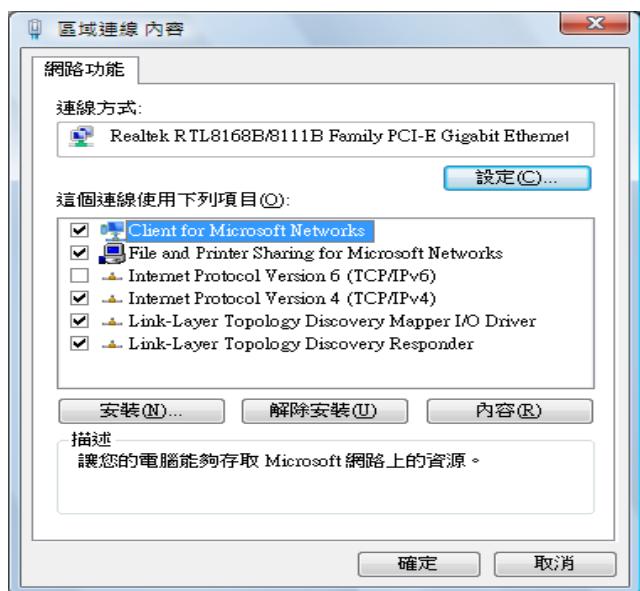 區域連線 內容
網路功能
連線方式:
Realtek RTL8168B/8111B Family PCI-E Gigabit Ethernet
設定(C)...
這個連線使用下列項目(O):
Client for Microsoft Networks
File and Printer Sharing for Microsoft Networks
Internet Protocol Version 6 (TCP/IPv6)
Internet Protocol Version 4 (TCP/IPv4)
Link-Layer Topology Discovery Mapper I/O Driver
Link-Layer Topology Discovery Responder
安裝(N)... 解除安裝(U) 內容(R)
描述
讓您的電腦能夠存取 Microsoft 網路上的資源。
確定 取消